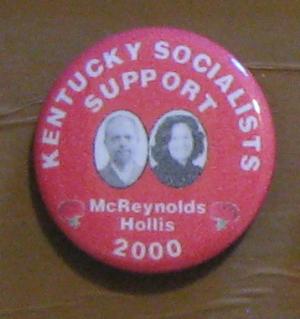 KENTUCKY SOCIALISTS
SUPPORT
McReynolds
Hollis
2000